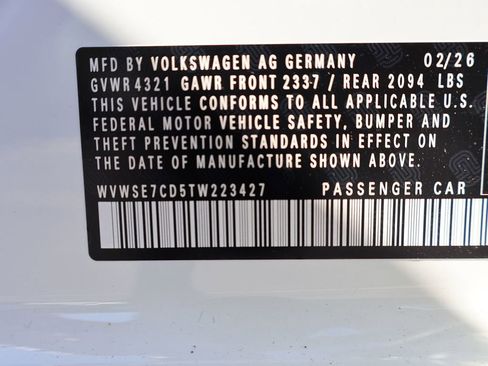 MFD BY VOLKSWAGEN AG GERMANY 02/26
GVWR 4321 GAWR FRONT 2337 / REAR 2094 LBS
THIS VEHICLE CONFORMS TO ALL APPLICABLE U.S.
FEDERAL MOTOR VEHICLE SAFETY, BUMPER AND
THEFT PREVENTION STANDARDS IN EFFECT ON
THE DATE OF MANUFACTURE SHOWN ABOVE.
WVWSE7CD5TW223427 PASSENGER CAR